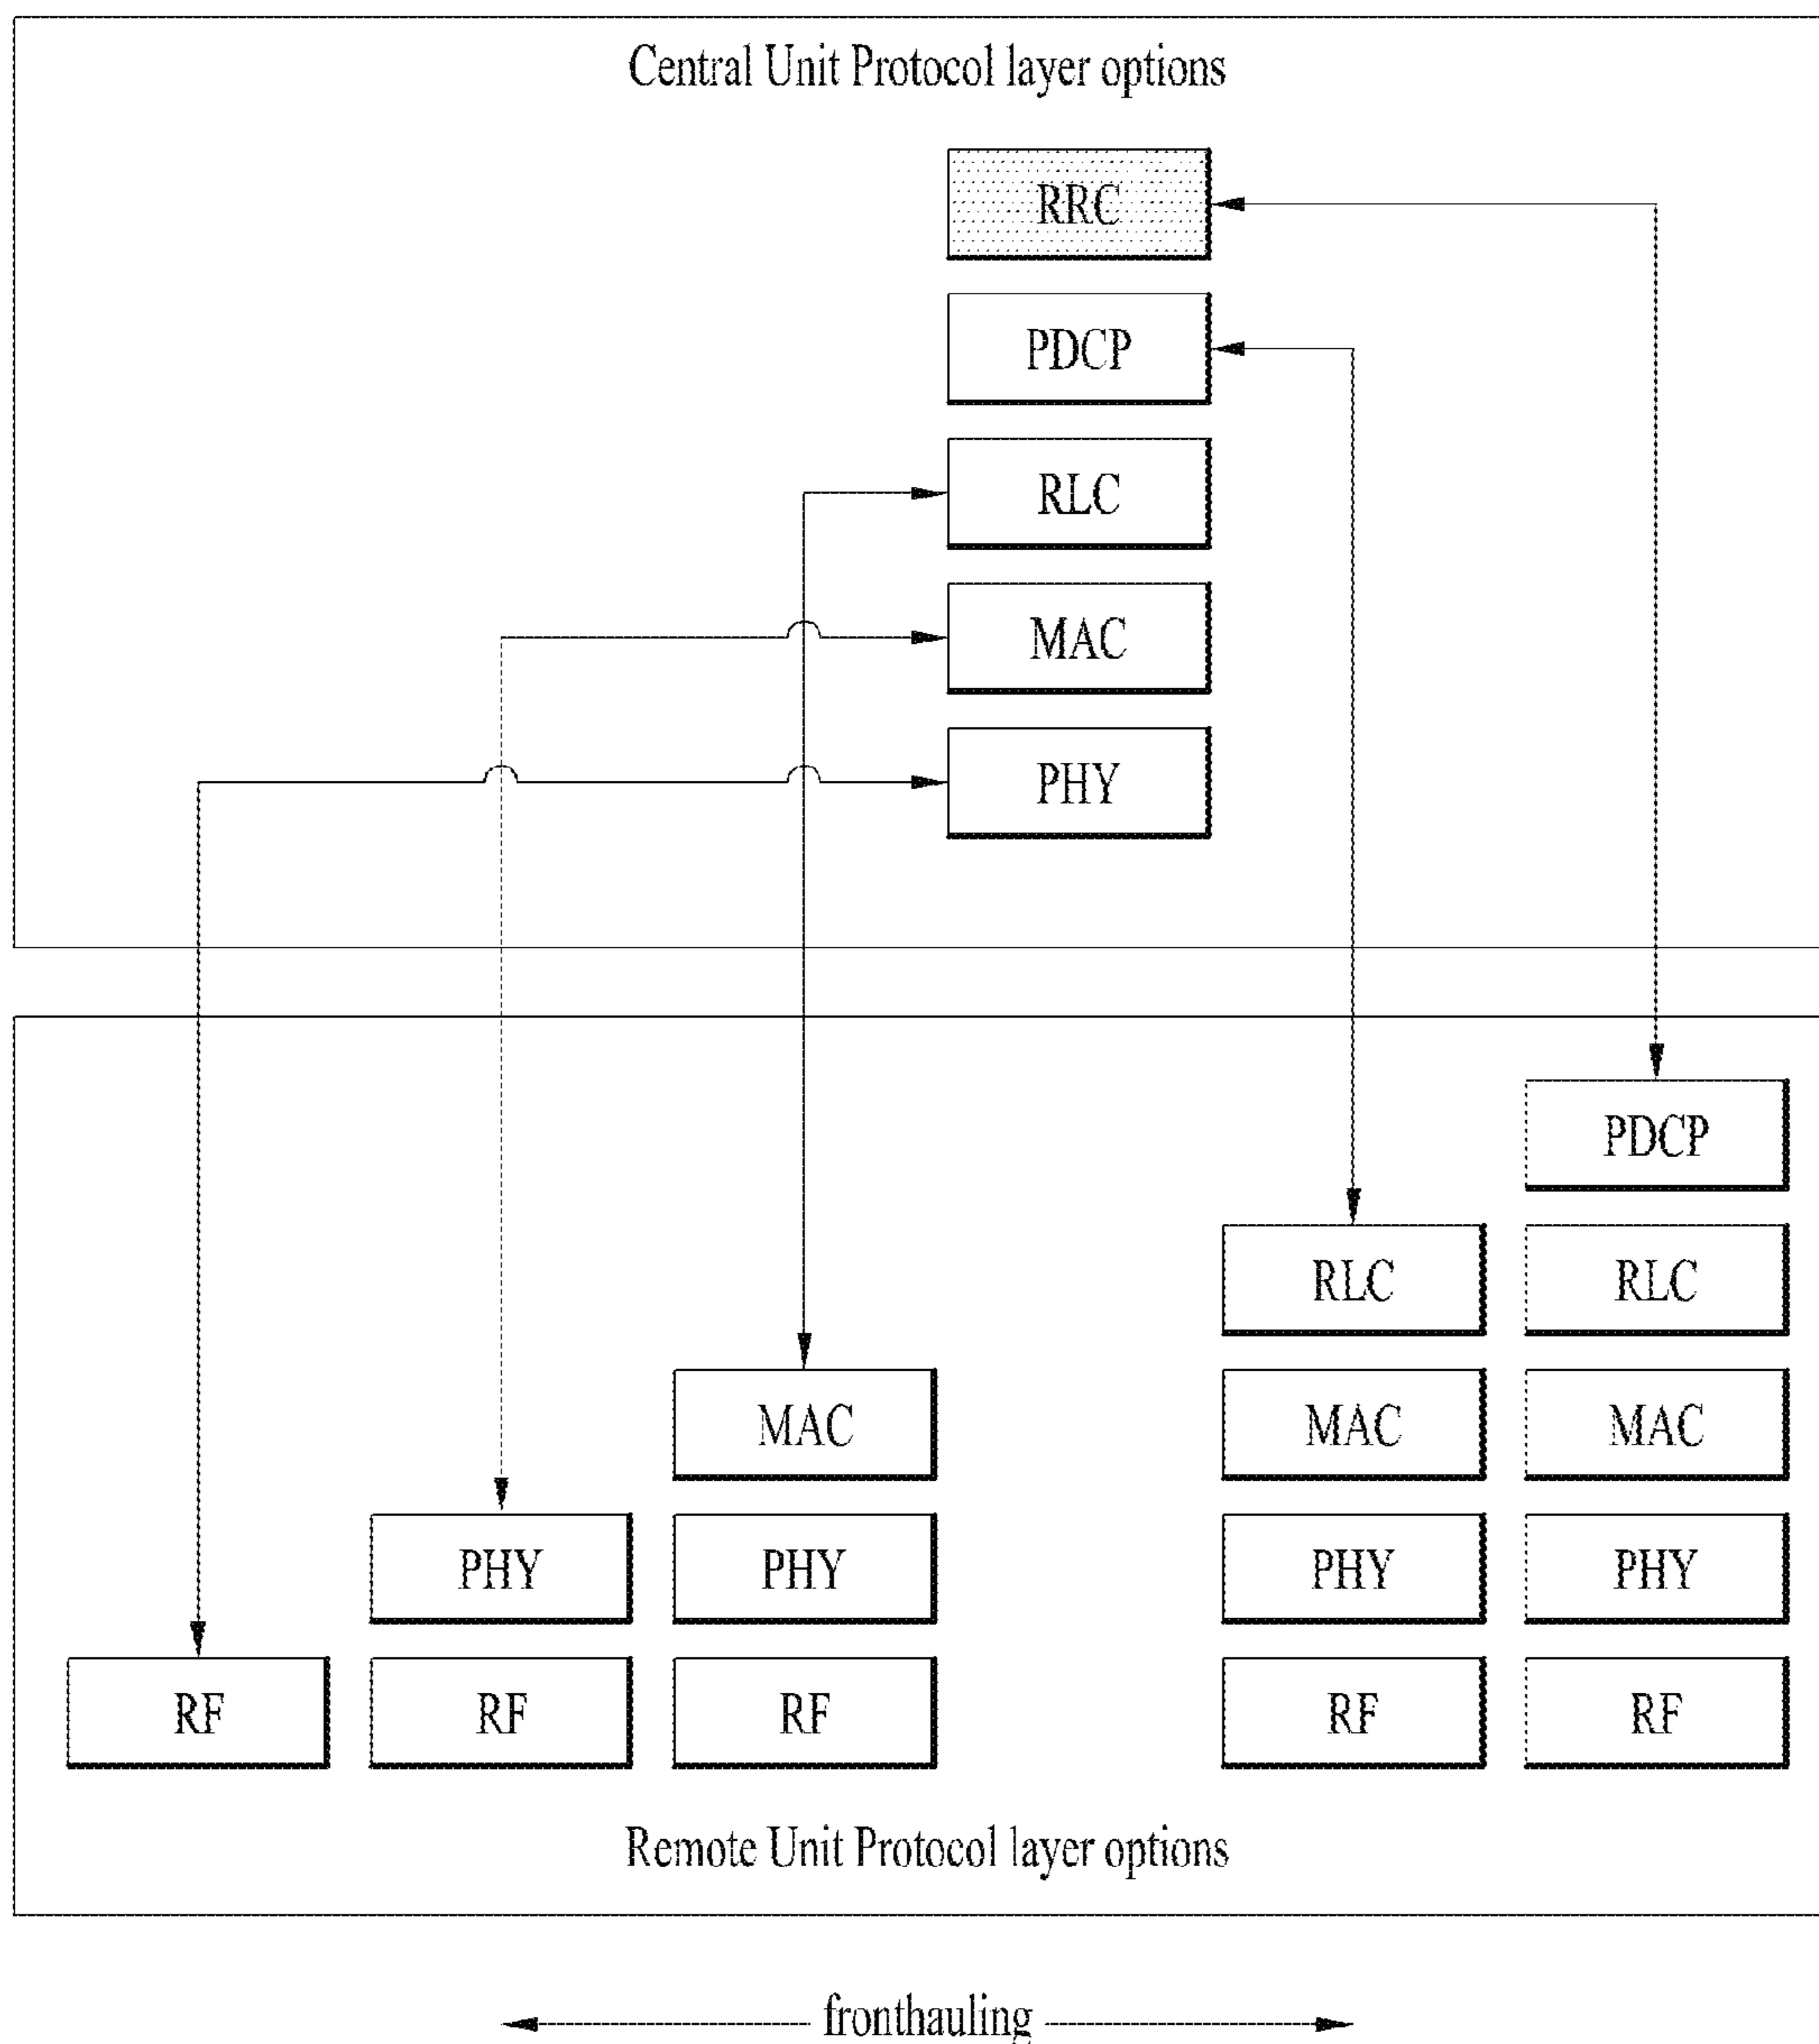 Central Unit Protocol layer options
RRC
PDCP
RLC
MAC
PHY
PDCP
RLC RLC
MAC MAC MAC
PHY PHY PHY PHY
RF RF RF RF RF
Remote Unit Protocol layer options
fronthauling